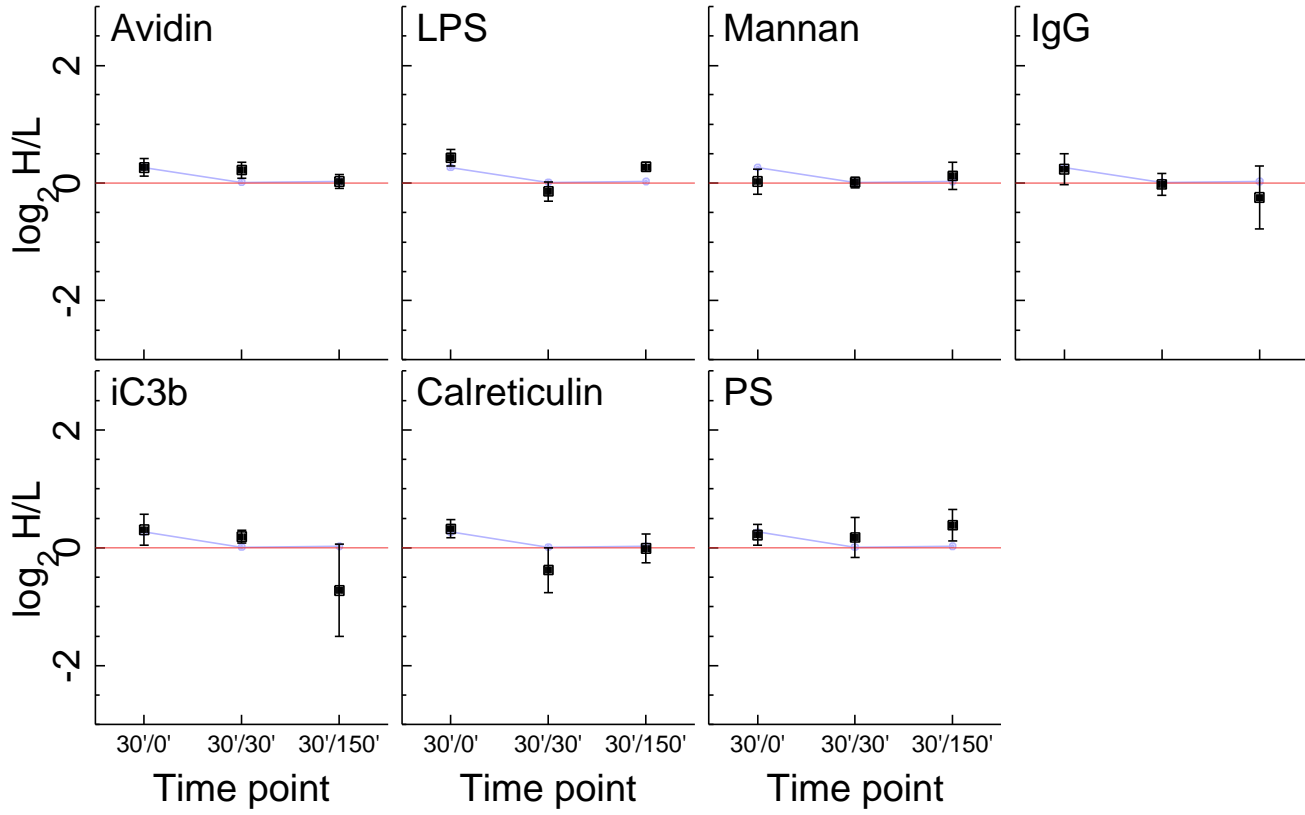 Avidin LPS Mannan IgG
2
0
-2
log2 H/L
iC3b Calreticulin PS
2
0
-2
log2 H/L
30'/0' 30'/30' 30'/150' 30'/0' 30'/30' 30'/150' 30'/0' 30'/30' 30'/150'
Time point Time point Time point